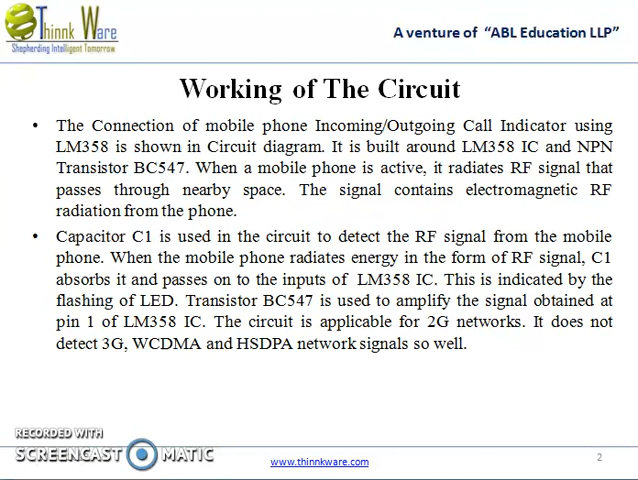 Thinnk Ware
Shepherding Intelligent Tomorrow
A venture of "ABL Education LLP"
Working of The Circuit
• The Connection of mobile phone Incoming/Outgoing Call Indicator using
LM358 is shown in Circuit diagram. It is built around LM358 IC and NPN
Transistor BC547. When a mobile phone is active, it radiates RF signal that
passes through nearby space. The signal contains electromagnetic RF
radiation from the phone.
• Capacitor C1 is used in the circuit to detect the RF signal from the mobile
phone. When the mobile phone radiates energy in the form of RF signal, C1
absorbs it and passes on to the inputs of LM358 IC. This is indicated by the
flashing of LED. Transistor BC547 is used to amplify the signal obtained at
pin 1 of LM358 IC. The circuit is applicable for 2G networks. It does not
detect 3G, WCDMA and HSDPA network signals so well.
RECORDED WITH
SCREENCAST MATIC
www.thinnkware.com
2